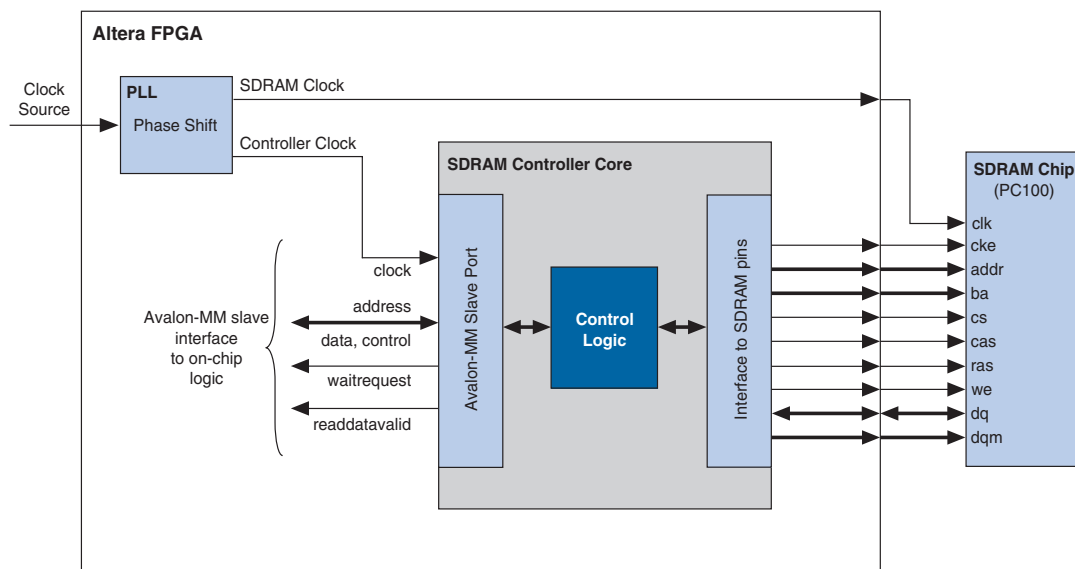 Altera FPGA
Clock
Source
PLL
Phase Shift
SDRAM Clock
Controller Clock
SDRAM Controller Core
SDRAM Chip
(PC100)
Avalon-MM slave
interface
to on-chip
logic
clock
address
data, control
waitrequest
readdatavalid
Avalon-MM Slave Port
Control
Logic
Interface to SDRAM pins
clk
cke
addr
ba
cs
cas
ras
we
dq
dqm